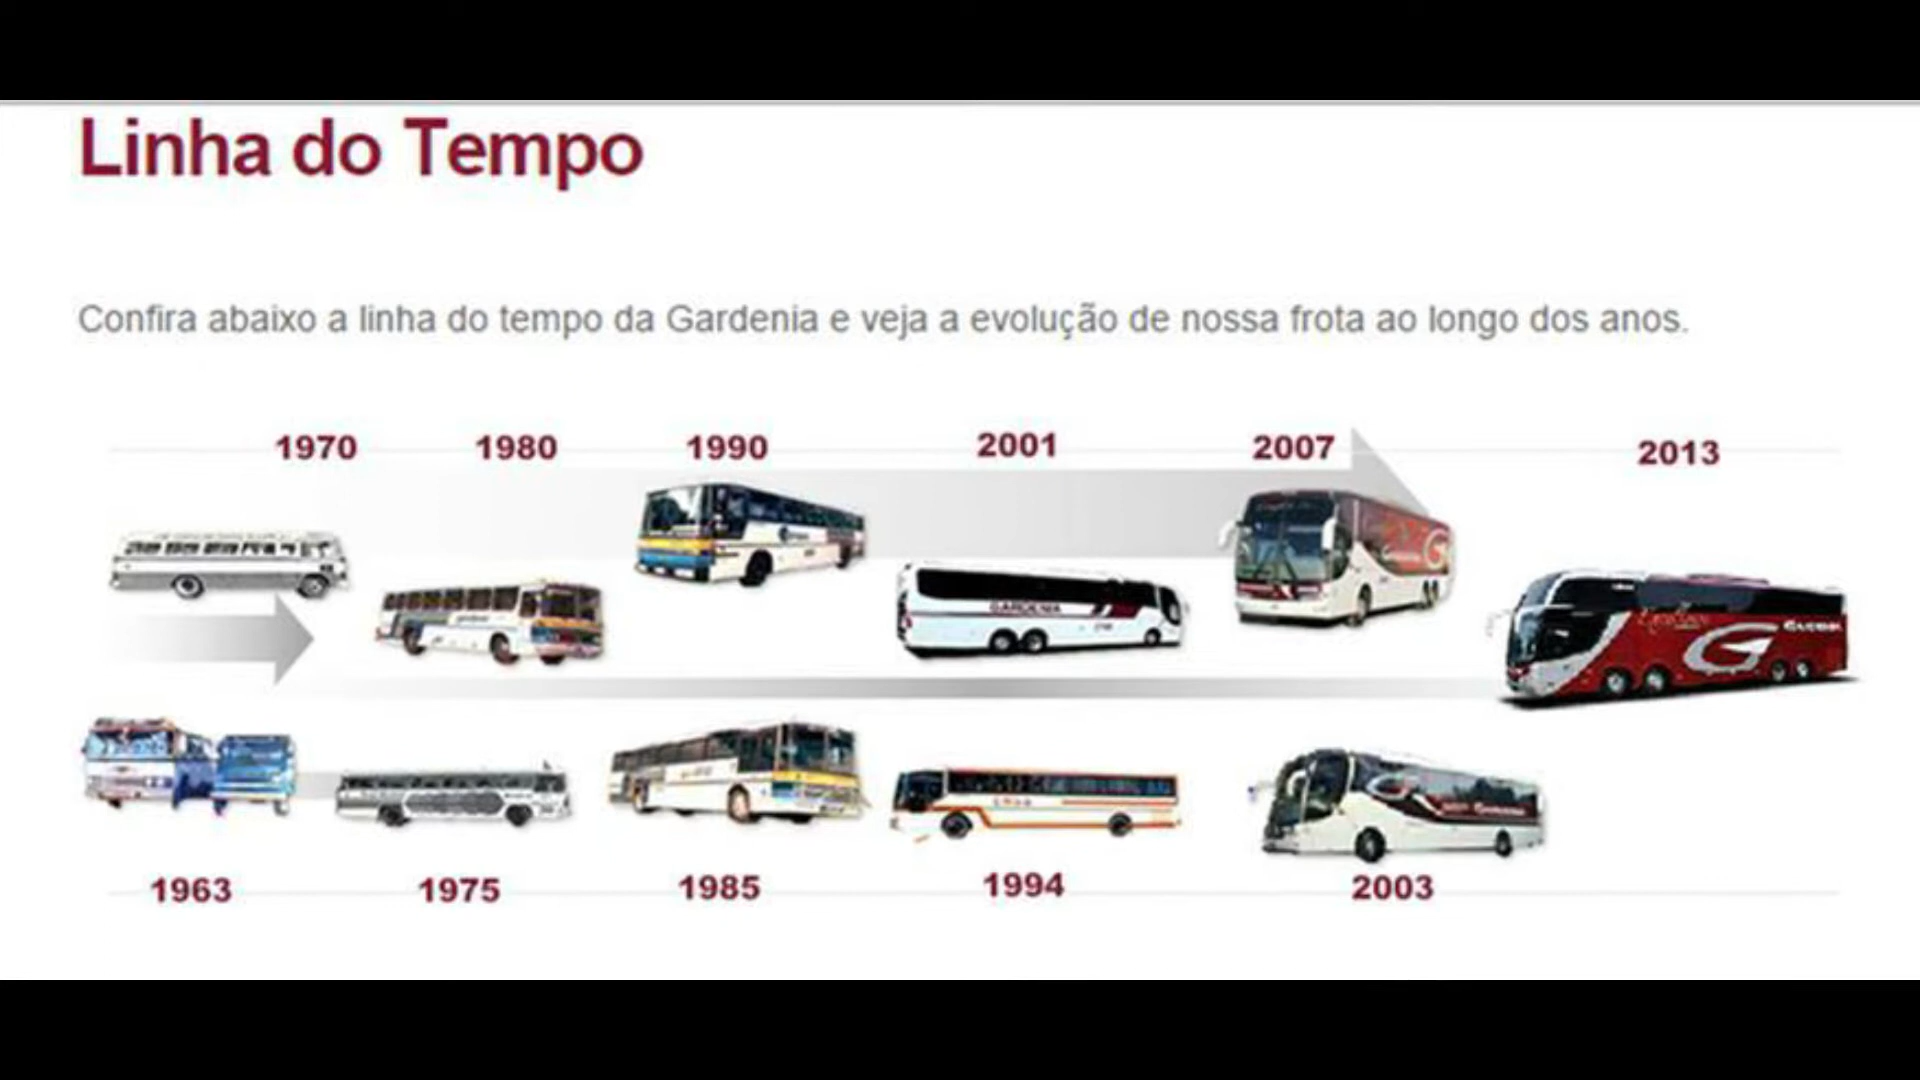 Linha do Tempo
Confira abaixo a linha do tempo da Gardenia e veja a evolução de nossa frota ao longo dos anos.
1970 1980 1990 2001 2007 2013
GARDENIA
G
G
1963 1975 1985 1994 2003